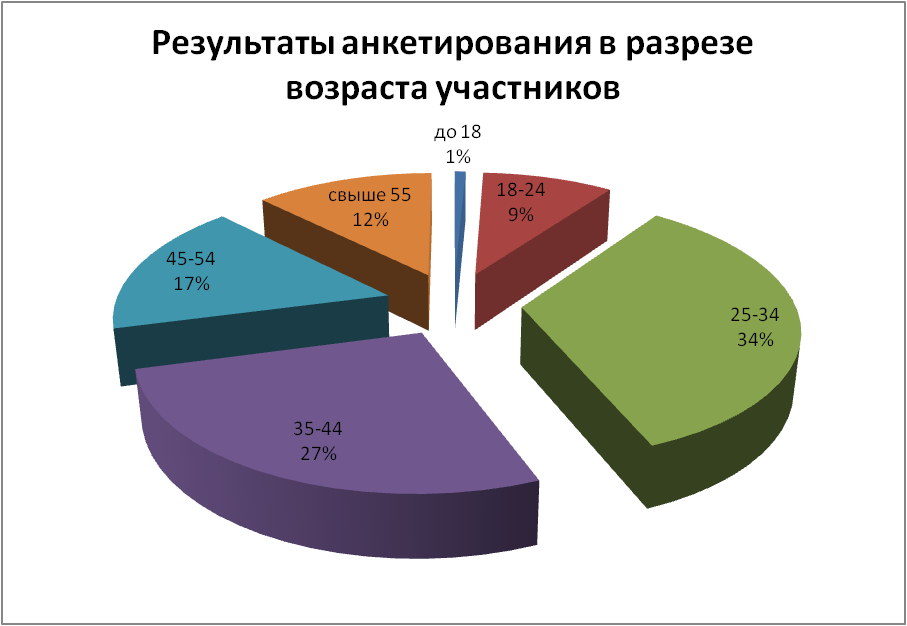 Результаты анкетирования в разрезе
возраста участников
до 18
1%
18-24
9%
25-34
34%
35-44
27%
45-54
17%
свыше 55
12%